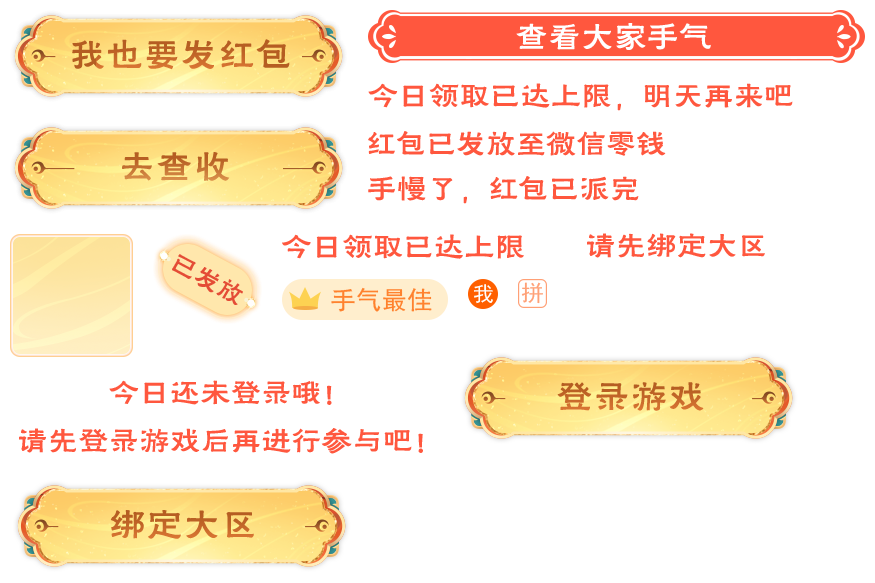 我也要发红包
查看大家手气
今日领取已达上限，明天再来吧
红包已发放至微信零钱
去查收
手慢了，红包已派完
今日领取已达上限
请先绑定大区
已发放
手气最佳
我
拼
今日还未登录哦！
登录游戏
请先登录游戏后再进行参与吧！
绑定大区